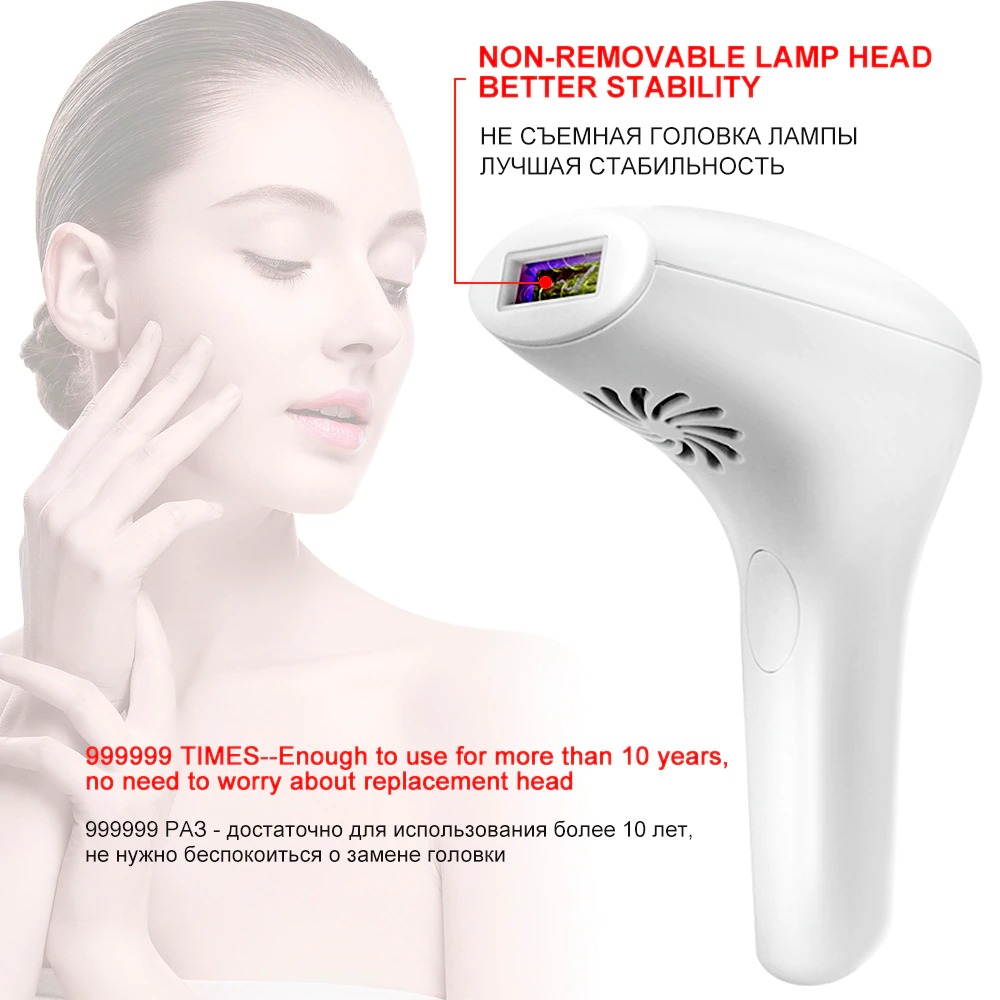 NON-REMOVABLE LAMP HEAD
BETTER STABILITY
НЕ СЪЕМНАЯ ГОЛОВКА ЛАМПЫ
ЛУЧШАЯ СТАБИЛЬНОСТЬ
999999 TIMES--Enough to use for more than 10 years,
no need to worry about replacement head
999999 РАЗ - достаточно для использования более 10 лет,
не нужно беспокоиться о замене головки